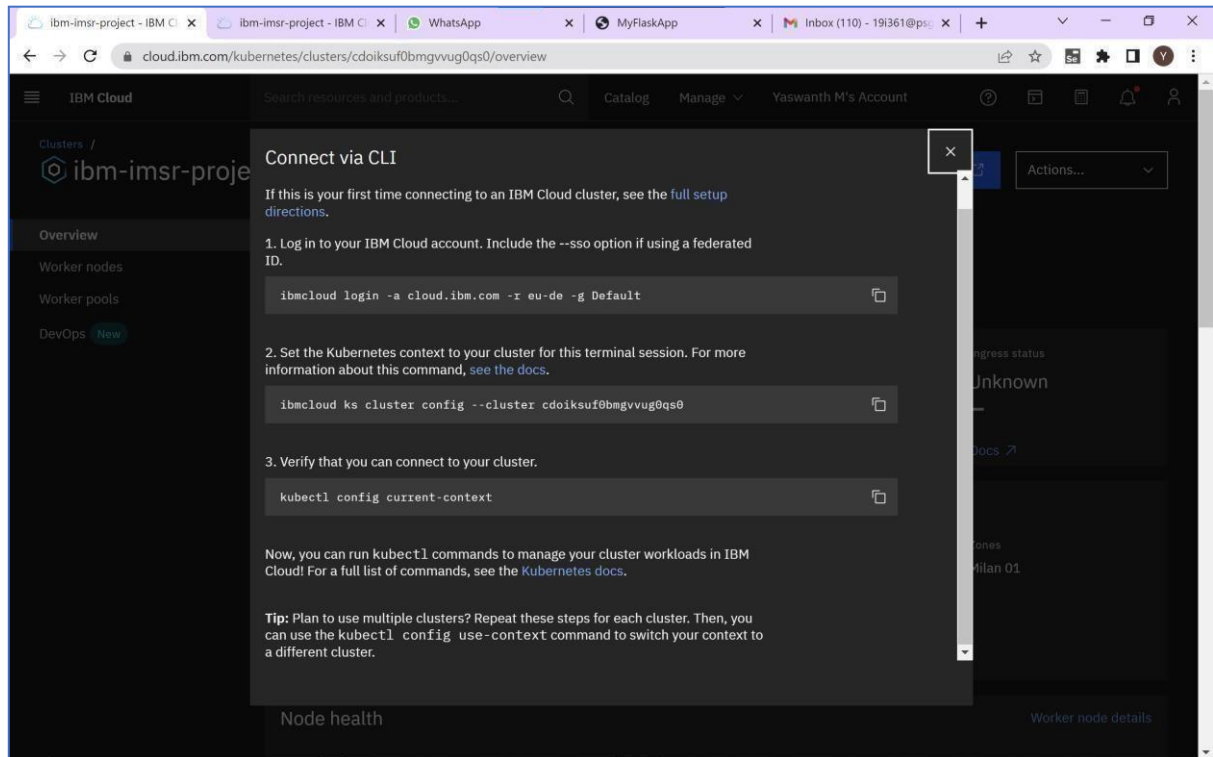 ibm-imsr-project - IBM Cl
ibm-imsr-project - IBM Cl
WhatsApp
MyFlaskApp
Inbox (110) - 19i361@psg
cloud.ibm.com/kubernetes/clusters/cdoiksuf0bmgvvug0qs0/overview
Se
Y
IBM Cloud
Search resources and products...
Catalog
Manage
Yaswanth M's Account
Clusters /
ibm-imsr-proje
Actions...
Overview
Worker nodes
Worker pools
DevOps New
Connect via CLI
If this is your first time connecting to an IBM Cloud cluster, see the full setup
directions.
1. Log in to your IBM Cloud account. Include the --sso option if using a federated
ID.
ibmcloud login -a cloud.ibm.com -r eu-de -g Default
2. Set the Kubernetes context to your cluster for this terminal session. For more
information about this command, see the docs.
ibmcloud ks cluster config --cluster cdoiksuf0bmgvvug0qs0
3. Verify that you can connect to your cluster.
kubectl config current-context
Now, you can run kubectl commands to manage your cluster workloads in IBM
Cloud! For a full list of commands, see the Kubernetes docs.
Tip: Plan to use multiple clusters? Repeat these steps for each cluster. Then, you
can use the kubectl config use-context command to switch your context to
a different cluster.
ngress status
Unknown
Docs
Zones
Milan 01
Node health
Worker node details